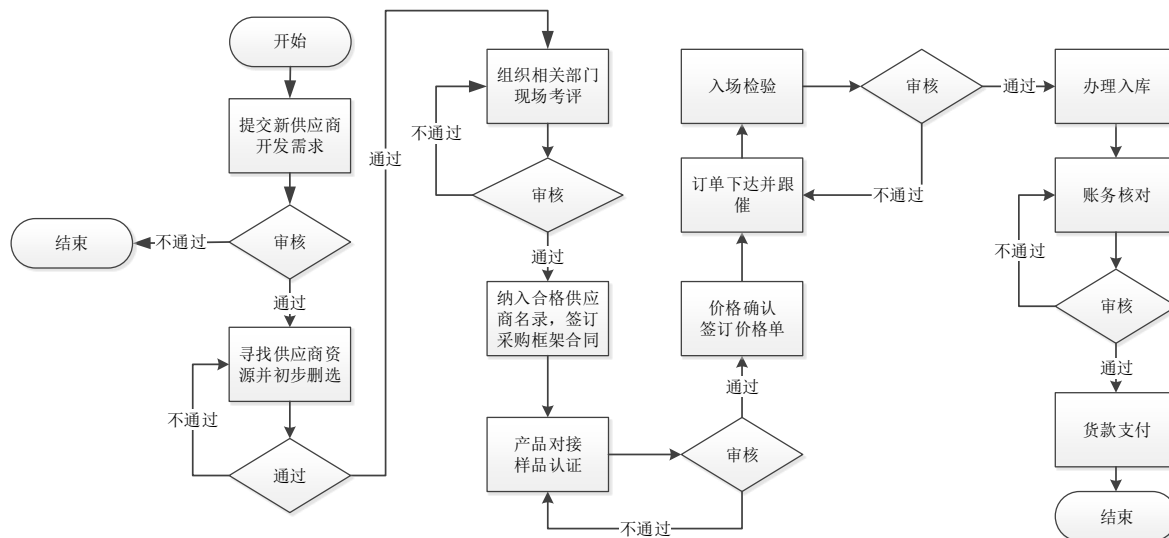 开始
提交新供应商
开发需求
审核
不通过
结束
通过
寻找供应商资
源并初步删选
不通过
通过
通过
组织相关部门
现场考评
不通过
审核
通过
纳入合格供应
商名录，签订
采购框架合同
产品对接
样品认证
审核
不通过
通过
价格确认
签订价格单
订单下达并跟
催
入场检验
审核
不通过
通过
办理入库
账务核对
不通过
审核
通过
货款支付
结束